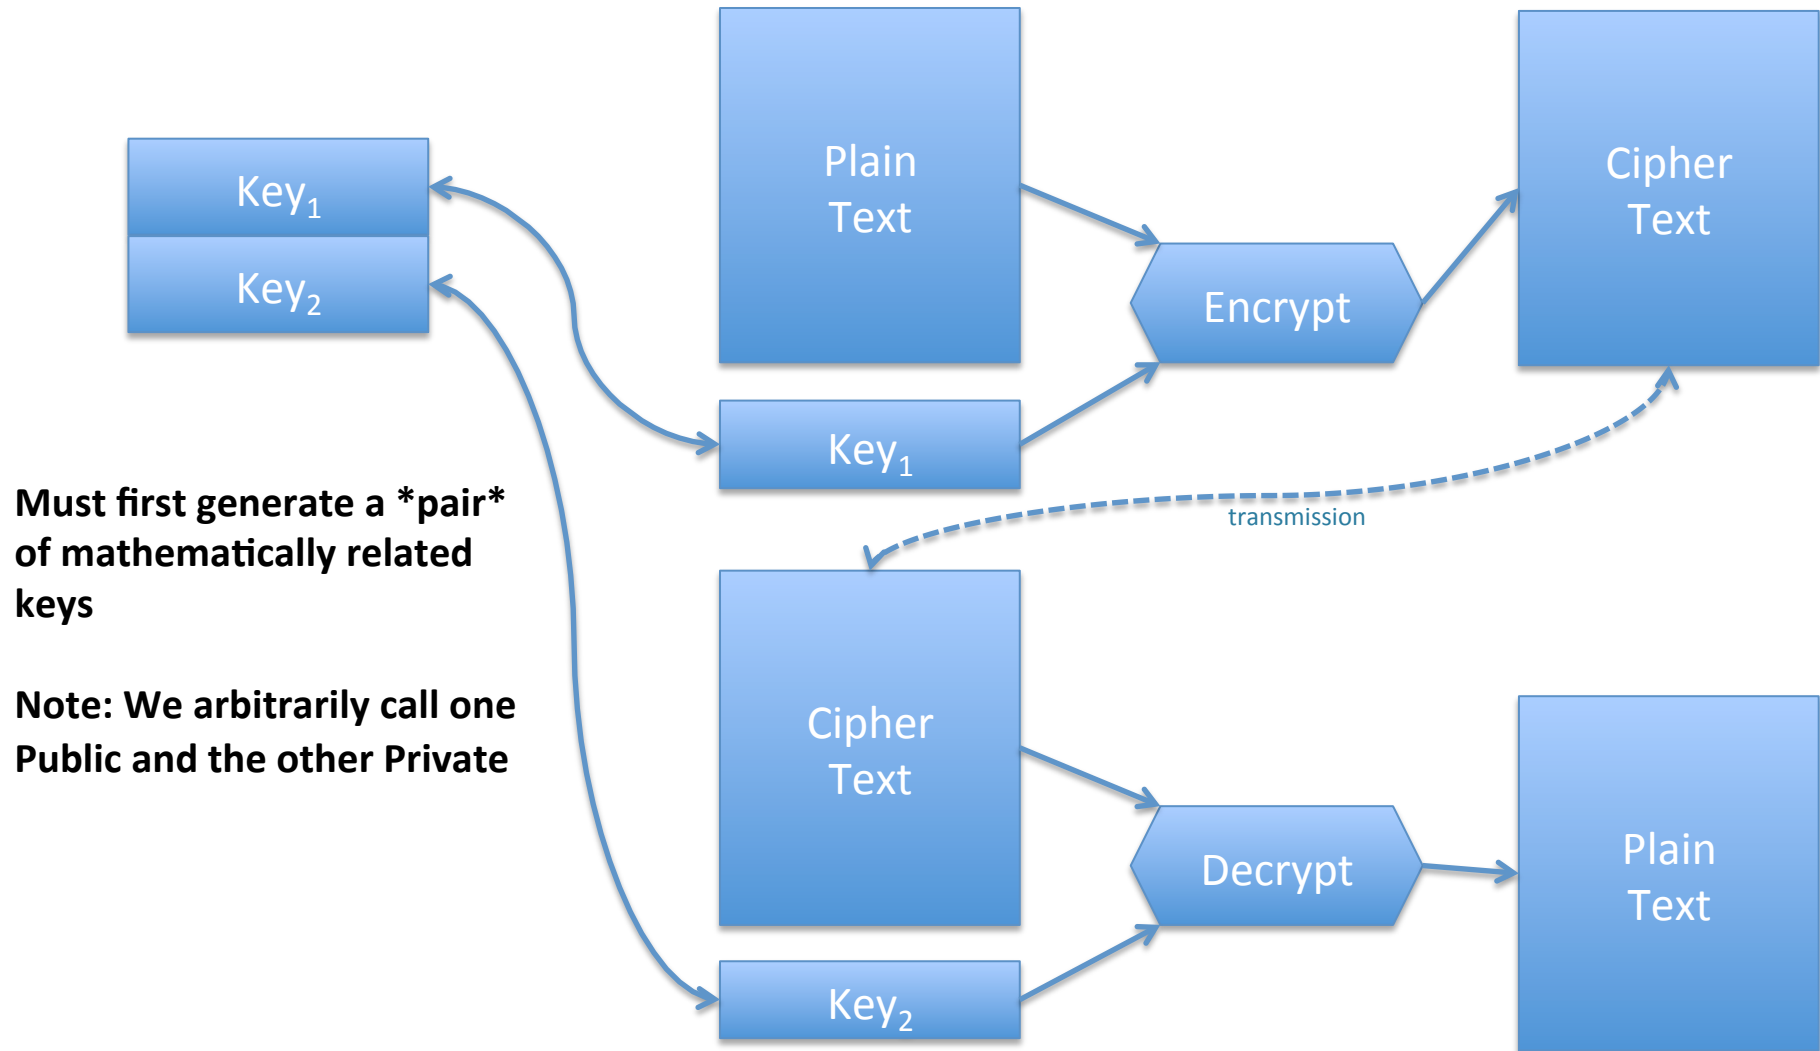 Key₁
Key₂
Plain
Text
Key₁
Encrypt
Cipher
Text
transmission
Must first generate a *pair*
of mathematically related
keys
Note: We arbitrarily call one
Public and the other Private
Cipher
Text
Key₂
Decrypt
Plain
Text